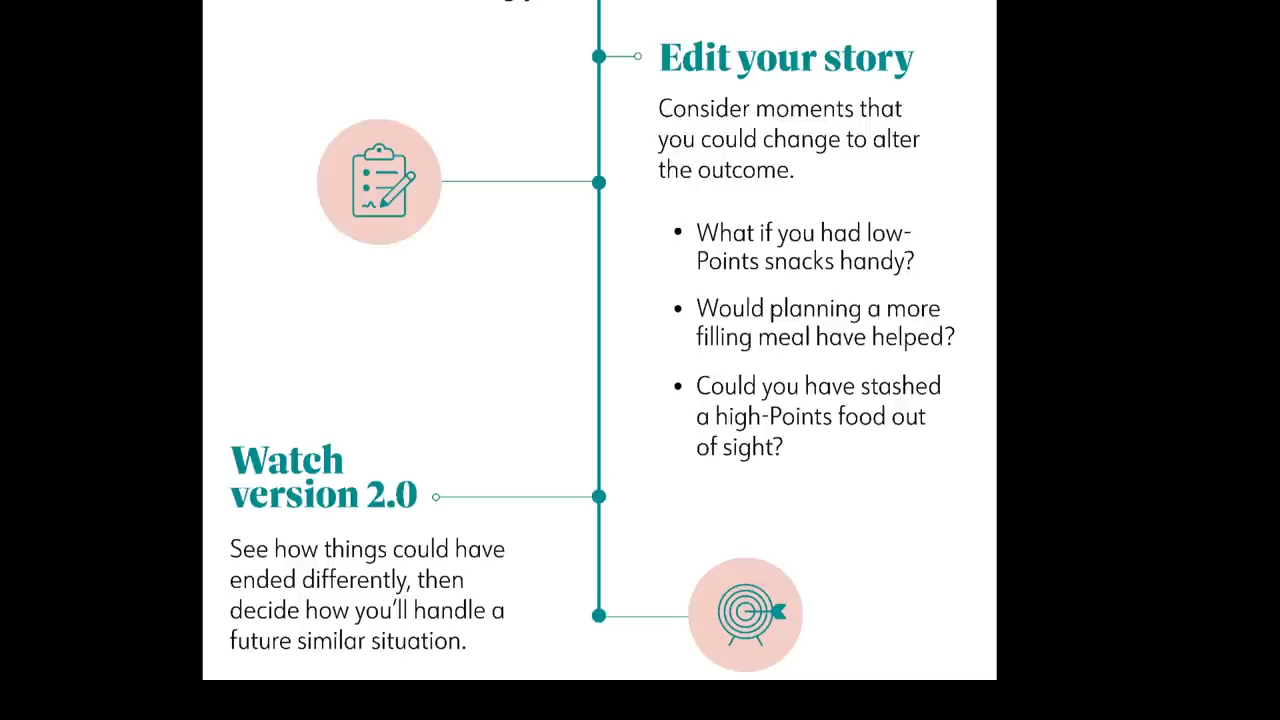 Edit your story
Consider moments that
you could change to alter
the outcome.
• What if you had low-
Points snacks handy?
• Would planning a more
filling meal have helped?
• Could you have stashed
a high-Points food out
of sight?
Watch
version 2.0
See how things could have
ended differently, then
decide how you'll handle a
future similar situation.